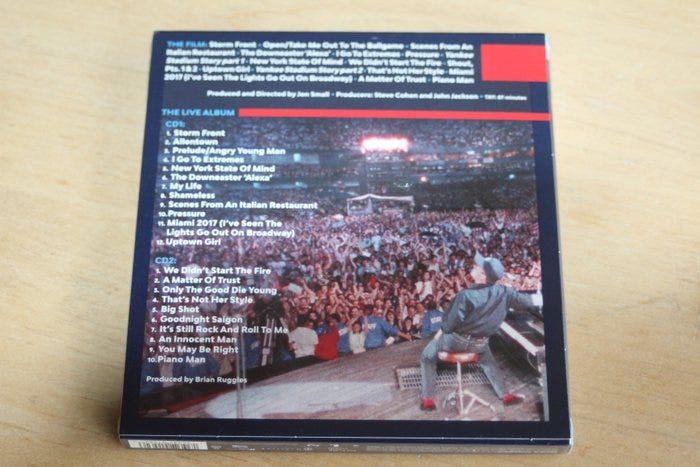 THE FILM: Storm Front · Open/Take Me Out To The Ballgame · Scenes From An
Italian Restaurant · The Downeaster 'Alexa' · I Go To Extremes · Pressure · Yankee
Stadium Story part 1 · New York State Of Mind · We Didn't Start The Fire · Shout,
Pts. 1 & 2 · Uptown Girl · Yankee Stadium Story part 2 · That's Not Her Style · Miami
2017 (I've Seen The Lights Go Out On Broadway) · A Matter Of Trust · Piano Man
Produced and Directed by Jon Small · Producers: Steve Cohen and John Jackson · TRT: 87 minutes
THE LIVE ALBUM
CD1:
1. Storm Front
2. Allentown
3. Prelude/Angry Young Man
4. I Go To Extremes
5. New York State Of Mind
6. The Downeaster 'Alexa'
7. My Life
8. Shameless
9. Scenes From An Italian Restaurant
10. Pressure
11. Miami 2017 (I've Seen The
Lights Go Out On Broadway)
12. Uptown Girl
CD2:
1. We Didn't Start The Fire
2. A Matter Of Trust
3. Only The Good Die Young
4. That's Not Her Style
5. Big Shot
6. Goodnight Saigon
7. It's Still Rock And Roll To Me
8. An Innocent Man
9. You May Be Right
10. Piano Man
Produced by Brian Ruggles